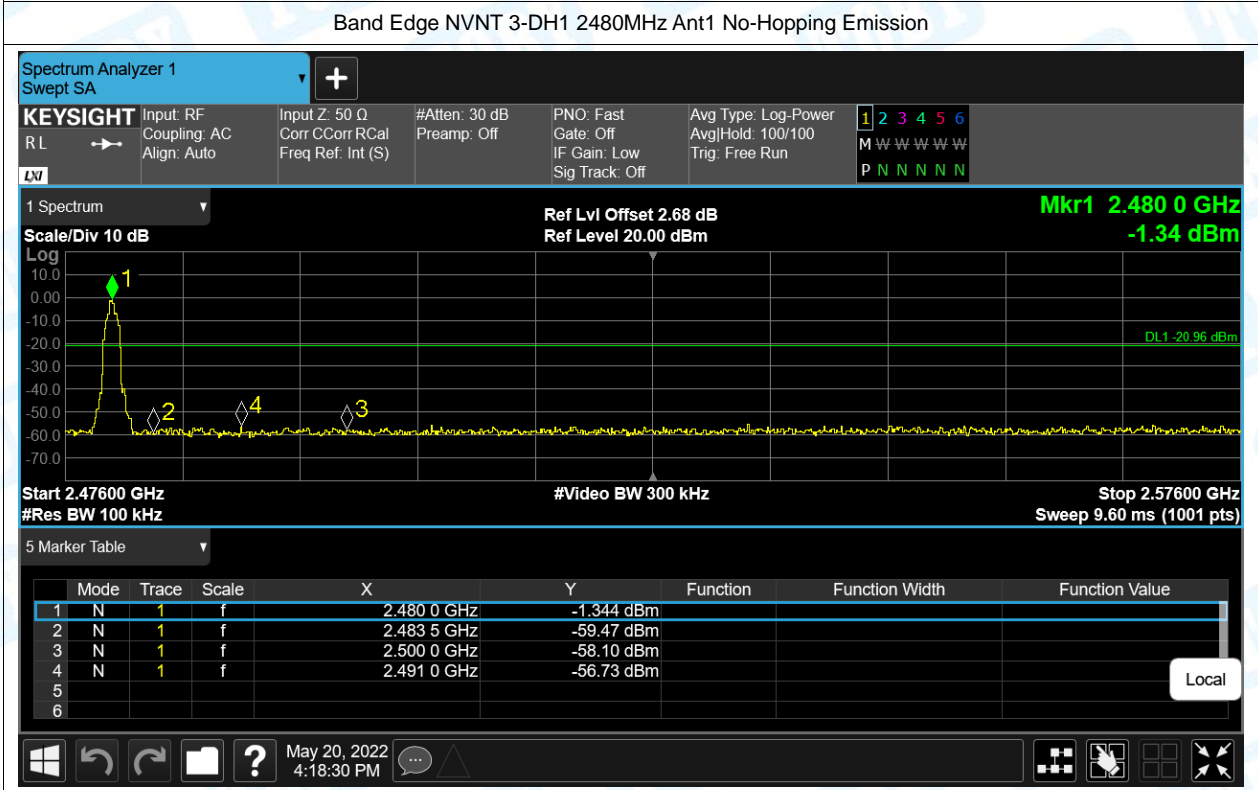 Band Edge NVNT 3-DH1 2480MHz Ant1 No-Hopping Emission
Spectrum Analyzer 1
Swept SA
KEYSIGHT
RL
LXI
Input: RF
Coupling: AC
Align: Auto
Input Z: 50 Ω
Corr CCorr RCal
Freq Ref: Int (S)
#Atten: 30 dB
Preamp: Off
PNO: Fast
Gate: Off
IF Gain: Low
Sig Track: Off
Avg Type: Log-Power
Avg|Hold: 100/100
Trig: Free Run
1 2 3 4 5 6
M W W W W W
P N N N N N
1 Spectrum
Scale/Div 10 dB
Ref Lvl Offset 2.68 dB
Ref Level 20.00 dBm
Mkr1 2.480 0 GHz
-1.34 dBm
Log
10.0
0.00
-10.0
-20.0
-30.0
-40.0
-50.0
-60.0
-70.0
1
2
4
3
DL1 -20.96 dBm
Start 2.47600 GHz
#Video BW 300 kHz
Stop 2.57600 GHz
#Res BW 100 kHz
Sweep 9.60 ms (1001 pts)
5 Marker Table
Mode Trace Scale X Y Function Function Width Function Value
1 N 1 f 2.480 0 GHz -1.344 dBm
2 N 1 f 2.483 5 GHz -59.47 dBm
3 N 1 f 2.500 0 GHz -58.10 dBm
4 N 1 f 2.491 0 GHz -56.73 dBm
5
6
Local
?
May 20, 2022
4:18:30 PM